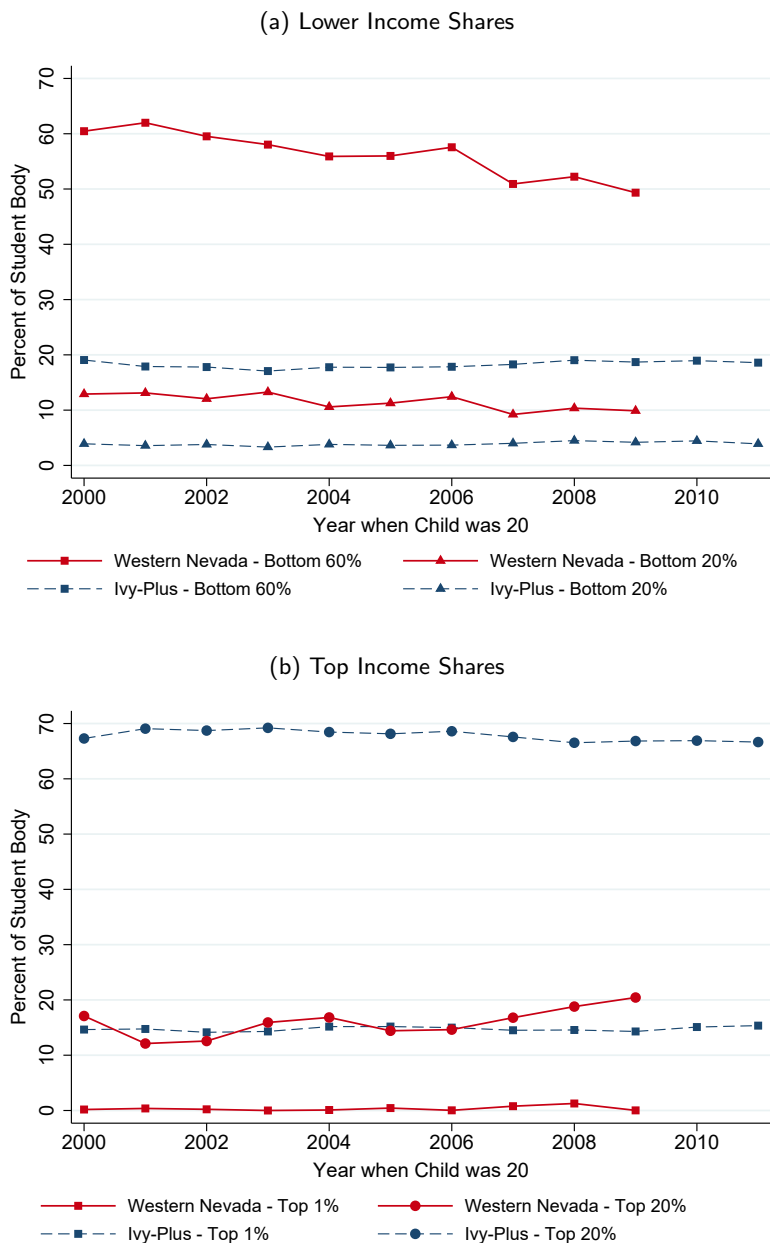 (a) Lower Income Shares
Percent of Student Body
70
60
50
40
30
20
10
0
2000 2002 2004 2006 2008 2010
Year when Child was 20
Western Nevada - Bottom 60% Western Nevada - Bottom 20%
Ivy-Plus - Bottom 60% Ivy-Plus - Bottom 20%
(b) Top Income Shares
Percent of Student Body
70
60
50
40
30
20
10
0
2000 2002 2004 2006 2008 2010
Year when Child was 20
Western Nevada - Top 1% Western Nevada - Top 20%
Ivy-Plus - Top 1% Ivy-Plus - Top 20%